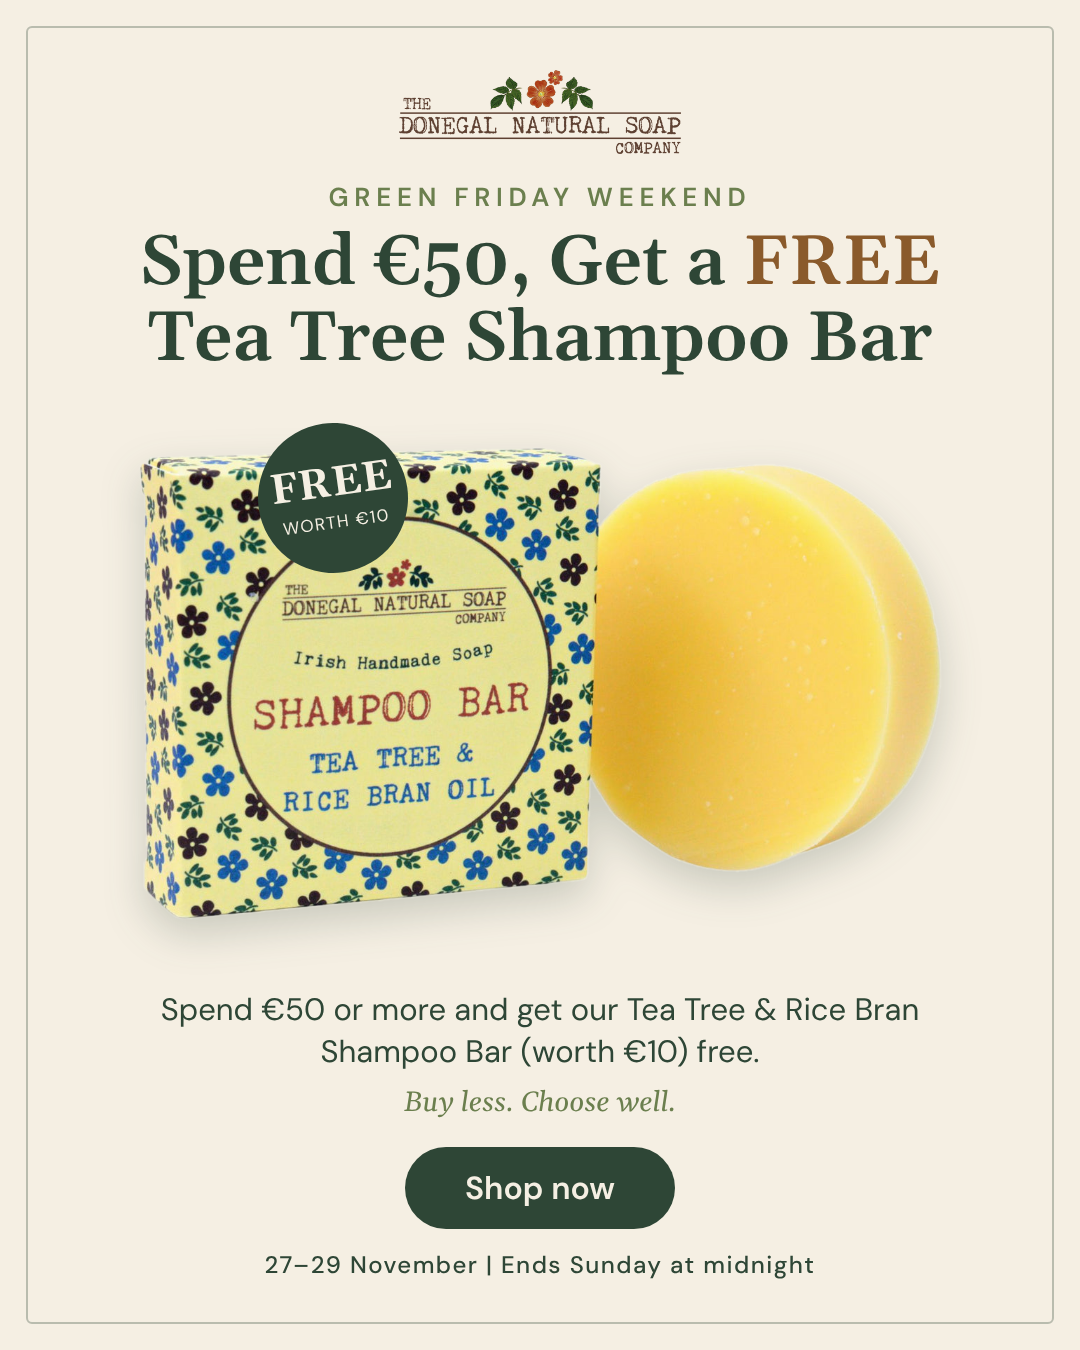 THE
DONEGAL NATURAL SOAP
COMPANY
GREEN FRIDAY WEEKEND
Spend €50, Get a FREE
Tea Tree Shampoo Bar
FREE
WORTH €10
THE
DONEGAL NATURAL SOAP
COMPANY
Irish Handmade Soap
SHAMPOO BAR
TEA TREE &
RICE BRAN OIL
Spend €50 or more and get our Tea Tree & Rice Bran
Shampoo Bar (worth €10) free.
Buy less. Choose well.
Shop now
27–29 November | Ends Sunday at midnight